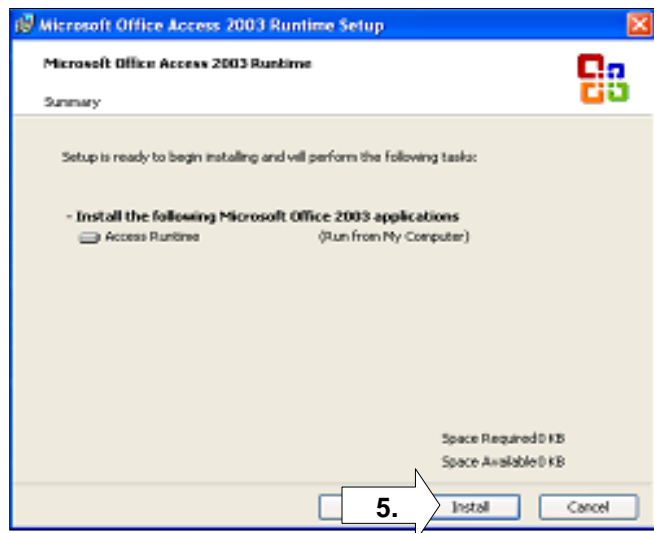 Microsoft Office Access 2003 Runtime Setup
Microsoft Office Access 2003 Runtime
Summary
Setup is ready to begin installing and will perform the following tasks:
- Install the following Microsoft Office 2003 applications
Access Runtime (Run from My Computer)
Space Required 0 KB
Space Available 0 KB
5. Install Cancel